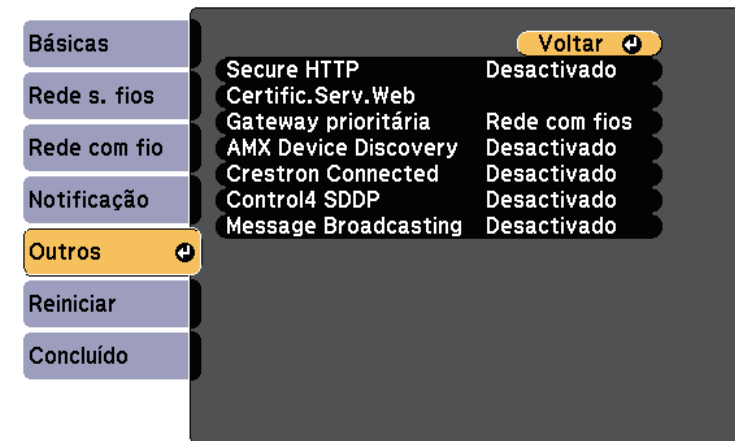 Básicas
Rede s. fios
Rede com fio
Notificação
Outros
Reiniciar
Concluído
Voltar
Secure HTTP Desactivado
Certific.Serv.Web
Gateway prioritária Rede com fios
AMX Device Discovery Desactivado
Crestron Connected Desactivado
Control4 SDDP Desactivado
Message Broadcasting Desactivado